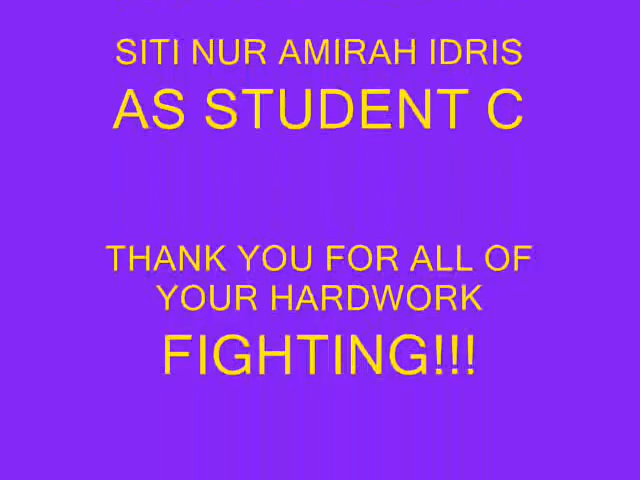 SITI NUR AMIRAH IDRIS
AS STUDENT C
THANK YOU FOR ALL OF
YOUR HARDWORK
FIGHTING!!!